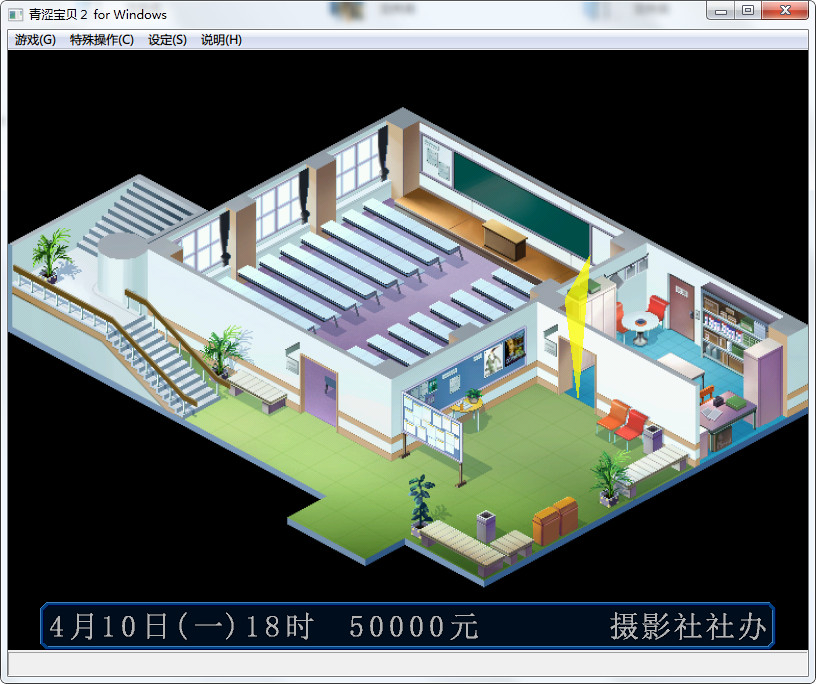 青涩宝贝2 for Windows
游戏(G) 特殊操作(C) 设定(S) 说明(H)
4月10日(一)18时 50000元 摄影社社办